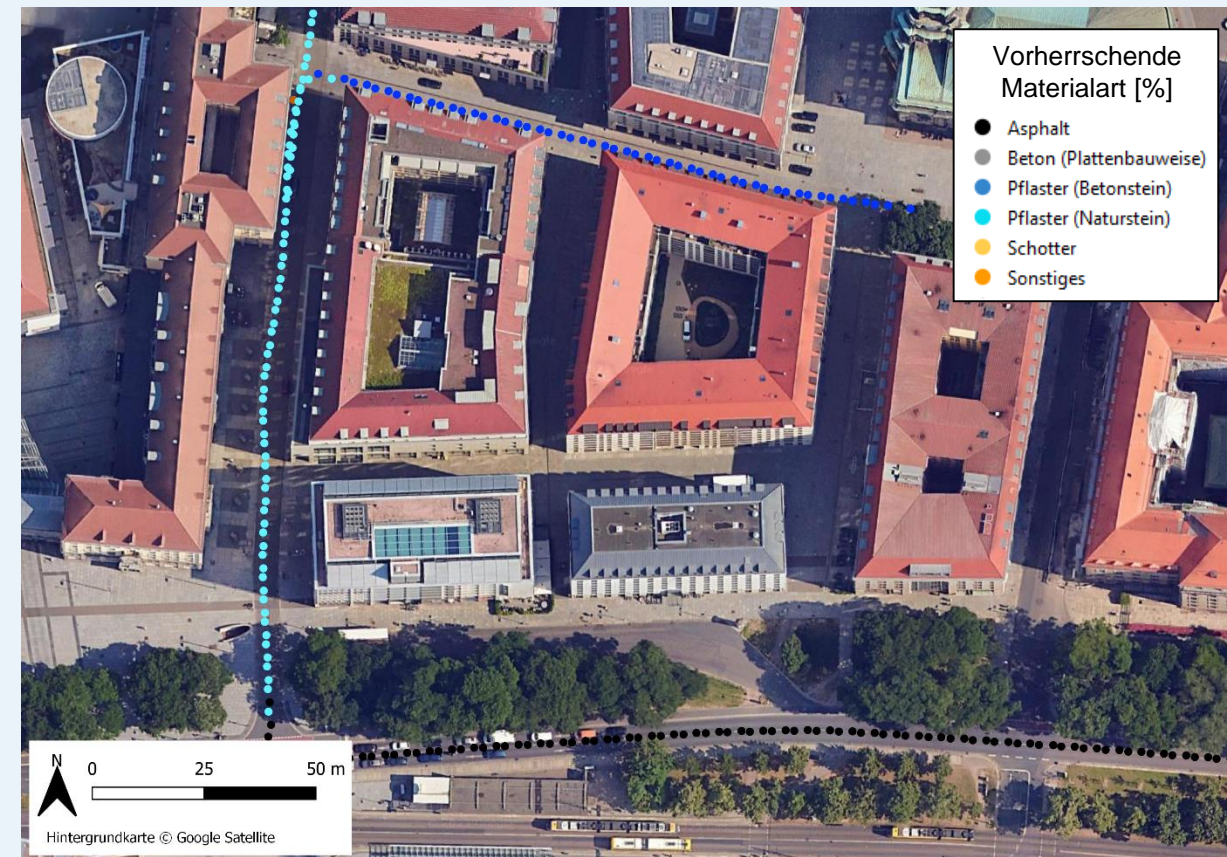 Vorherrschende
Materialart [%]
Asphalt
Beton (Plattenbauweise)
Pflaster (Betonstein)
Pflaster (Naturstein)
Schotter
Sonstiges
N
0 25 50 m
Hintergrundkarte © Google Satellite